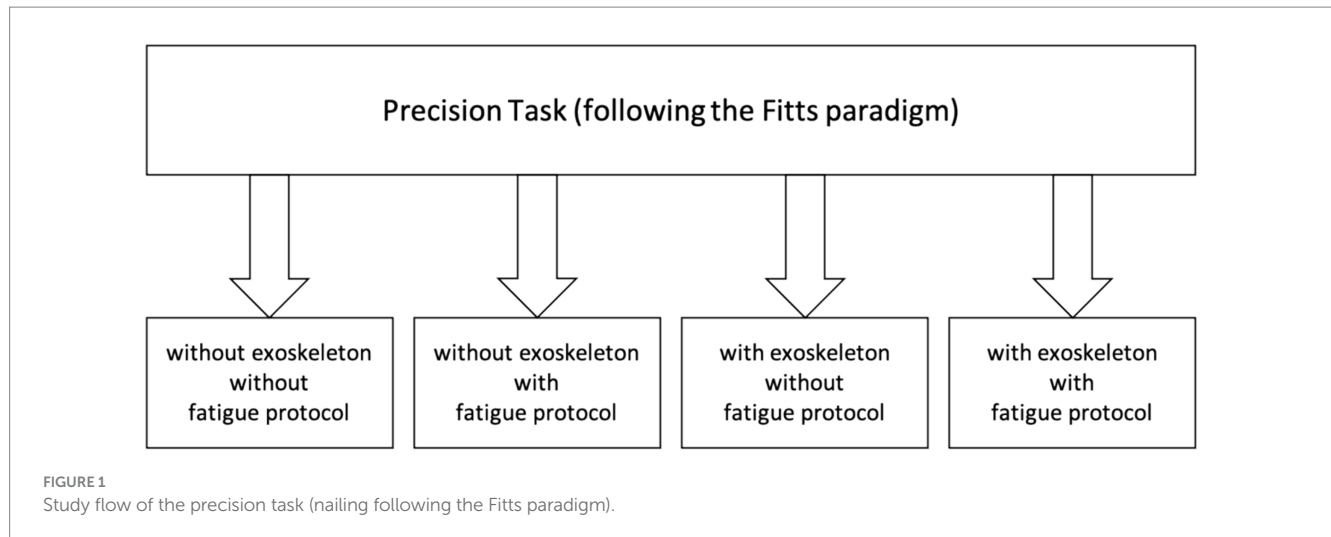 Precision Task (following the Fitts paradigm)
without exoskeleton
without
fatigue protocol
without exoskeleton
with
fatigue protocol
with exoskeleton
without
fatigue protocol
with exoskeleton
with
fatigue protocol
FIGURE 1
Study flow of the precision task (nailing following the Fitts paradigm).